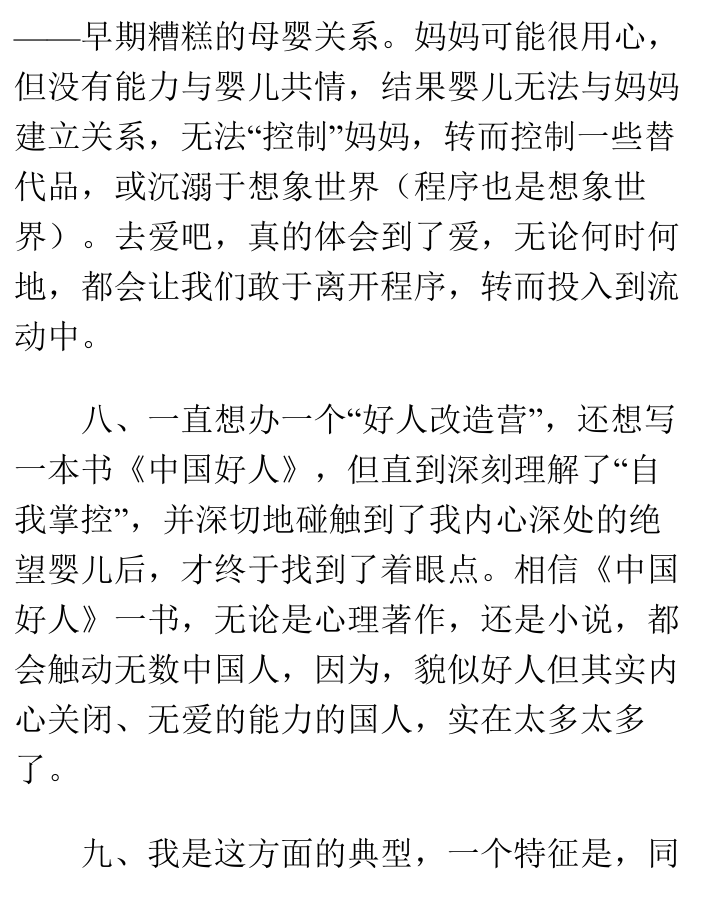 ——早期糟糕的母婴关系。妈妈可能很用心，
但没有能力与婴儿共情，结果婴儿无法与妈妈
建立关系，无法“控制”妈妈，转而控制一些替
代品，或沉溺于想象世界（程序也是想象世
界）。去爱吧，真的体会到了爱，无论何时何
地，都会让我们敢于离开程序，转而投入到流
动中。
八、一直想办一个“好人改造营”，还想写
一本书《中国好人》，但直到深刻理解了“自
我掌控”，并深切地碰触到了我内心深处的绝
望婴儿后，才终于找到了着眼点。相信《中国
好人》一书，无论是心理著作，还是小说，都
会触动无数中国人，因为，貌似好人但其实内
心关闭、无爱的能力的国人，实在太多太多
了。
九、我是这方面的典型，一个特征是，同